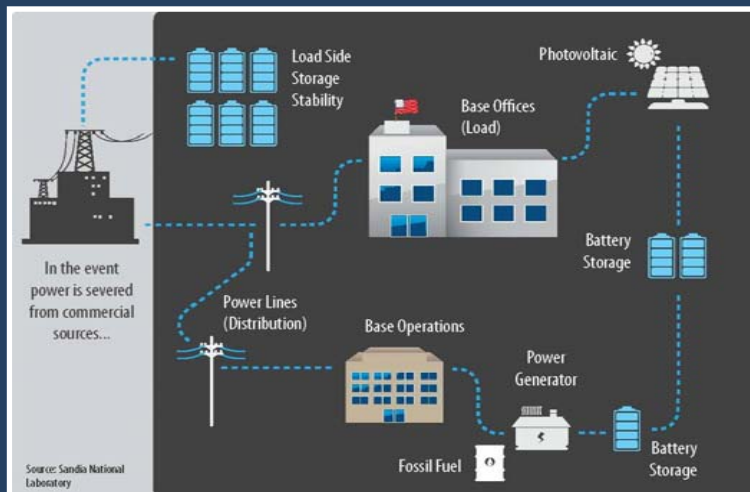 Load Side
Storage
Stability
Photovoltaic
Base Offices
(Load)
In the event
power is severed
from commercial
sources...
Power Lines
(Distribution)
Battery
Storage
Base Operations
Power
Generator
Fossil Fuel
Battery
Storage
Source: Sandia National
Laboratory